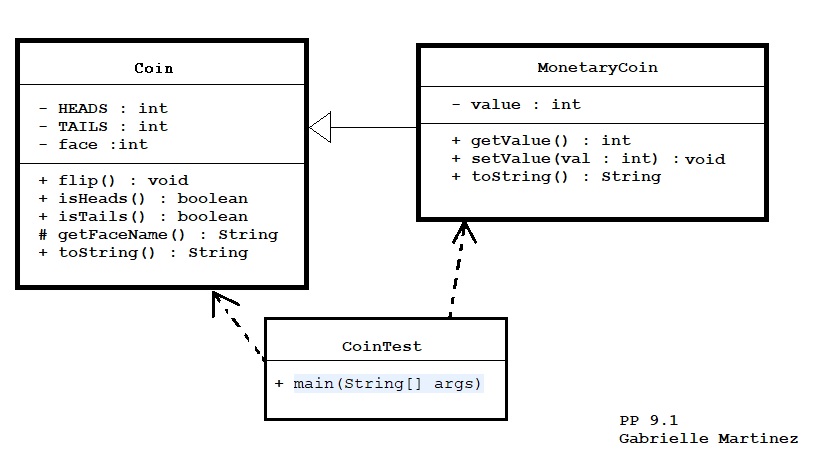 Coin
- HEADS : int
- TAILS : int
- face :int
+ flip() : void
+ isHeads() : boolean
+ isTails() : boolean
# getFaceName() : String
+ toString() : String
MonetaryCoin
- value : int
+ getValue() : int
+ setValue(val : int) : void
+ toString() : String
CoinTest
+ main(String[] args)
PP 9.1
Gabrielle Martinez